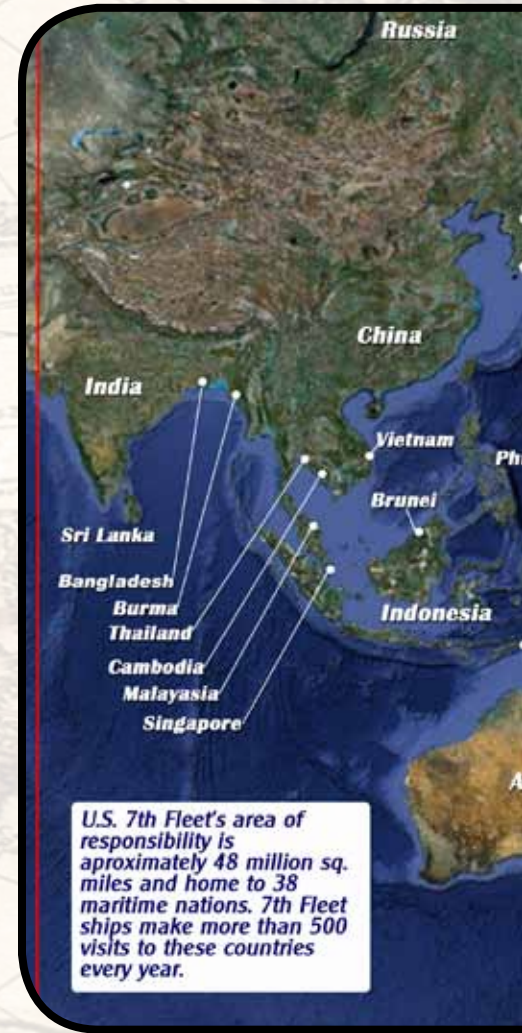 Russia
China
India
Vietnam
Ph
Brunei
Sri Lanka
Bangladesh
Burma
Thailand
Indonesia
Cambodia
Malayasia
Singapore
A
U.S. 7th Fleet's area of
responsibility is
aproximately 48 million sq.
miles and home to 38
maritime nations. 7th Fleet
ships make more than 500
visits to these countries
every year.